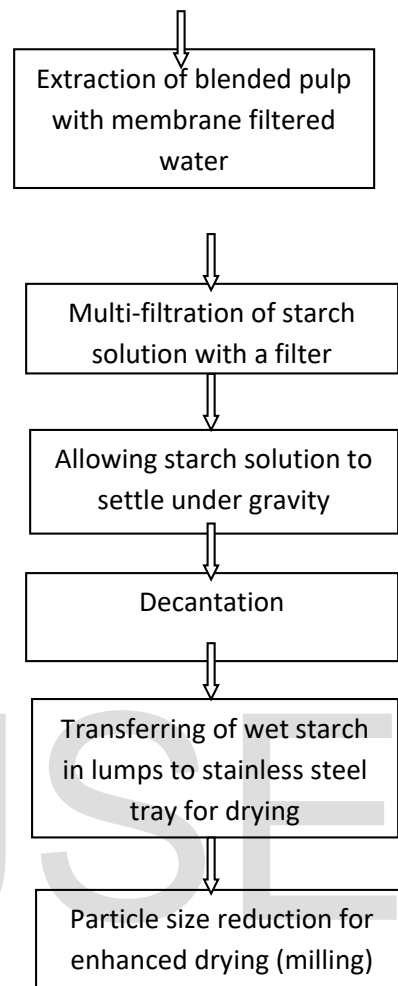 Extraction of blended pulp
with membrane filtered
water
Multi-filtration of starch
solution with a filter
Allowing starch solution to
settle under gravity
Decantation
Transferring of wet starch
in lumps to stainless steel
tray for drying
Particle size reduction for
enhanced drying (milling)
USE